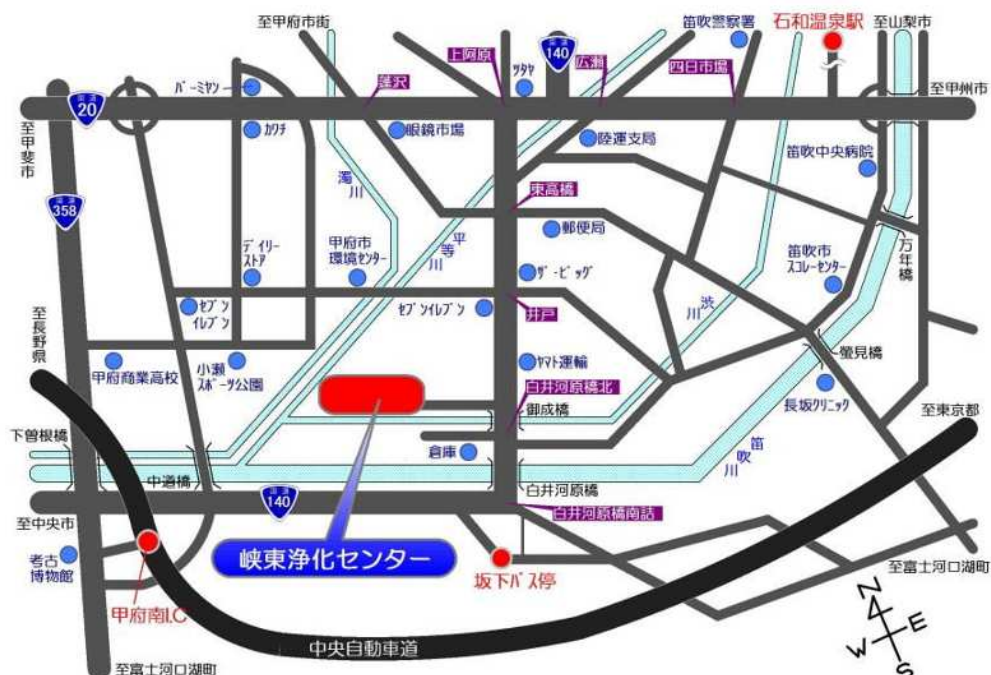 至甲府市街
笛吹警察署
石和温泉駅
至山梨市
上阿原
国道
140
広瀬
四日市場
ﾂﾀﾔ
ﾊﾞｰﾐﾔﾝ
蓬沢
国道
20
至甲州市
至甲斐市
ｶﾜﾁ
眼鏡市場
陸運支局
笛吹中央病院
濁川
国道
358
東高橋
平等川
郵便局
万年橋
ﾃﾞｲﾘｰ
ｽﾄｱ
甲府市
環境ｾﾝﾀｰ
ｻﾞ･ﾋﾞｯｸﾞ
笛吹市
ｽｺﾚｰｾﾝﾀｰ
至長野県
ｾﾌﾞﾝ
ｲﾚﾌﾞﾝ
ｾﾌﾞﾝｲﾚﾌﾞﾝ
井戸
渋川
蛍見橋
甲府商業高校
小瀬
ｽﾎﾟｰﾂ公園
ﾔﾏﾄ運輸
白井河原橋北
御成橋
長坂ｸﾘﾆｯｸ
至東京都
下曽根橋
倉庫
笛吹川
中道橋
国道
140
白井河原橋
白井河原橋南詰
至中央市
考古
博物館
峡東浄化センター
坂下ﾊﾞｽ停
至富士河口湖町
甲府南I.C
中央自動車道
至富士河口湖町
N
W
E
S